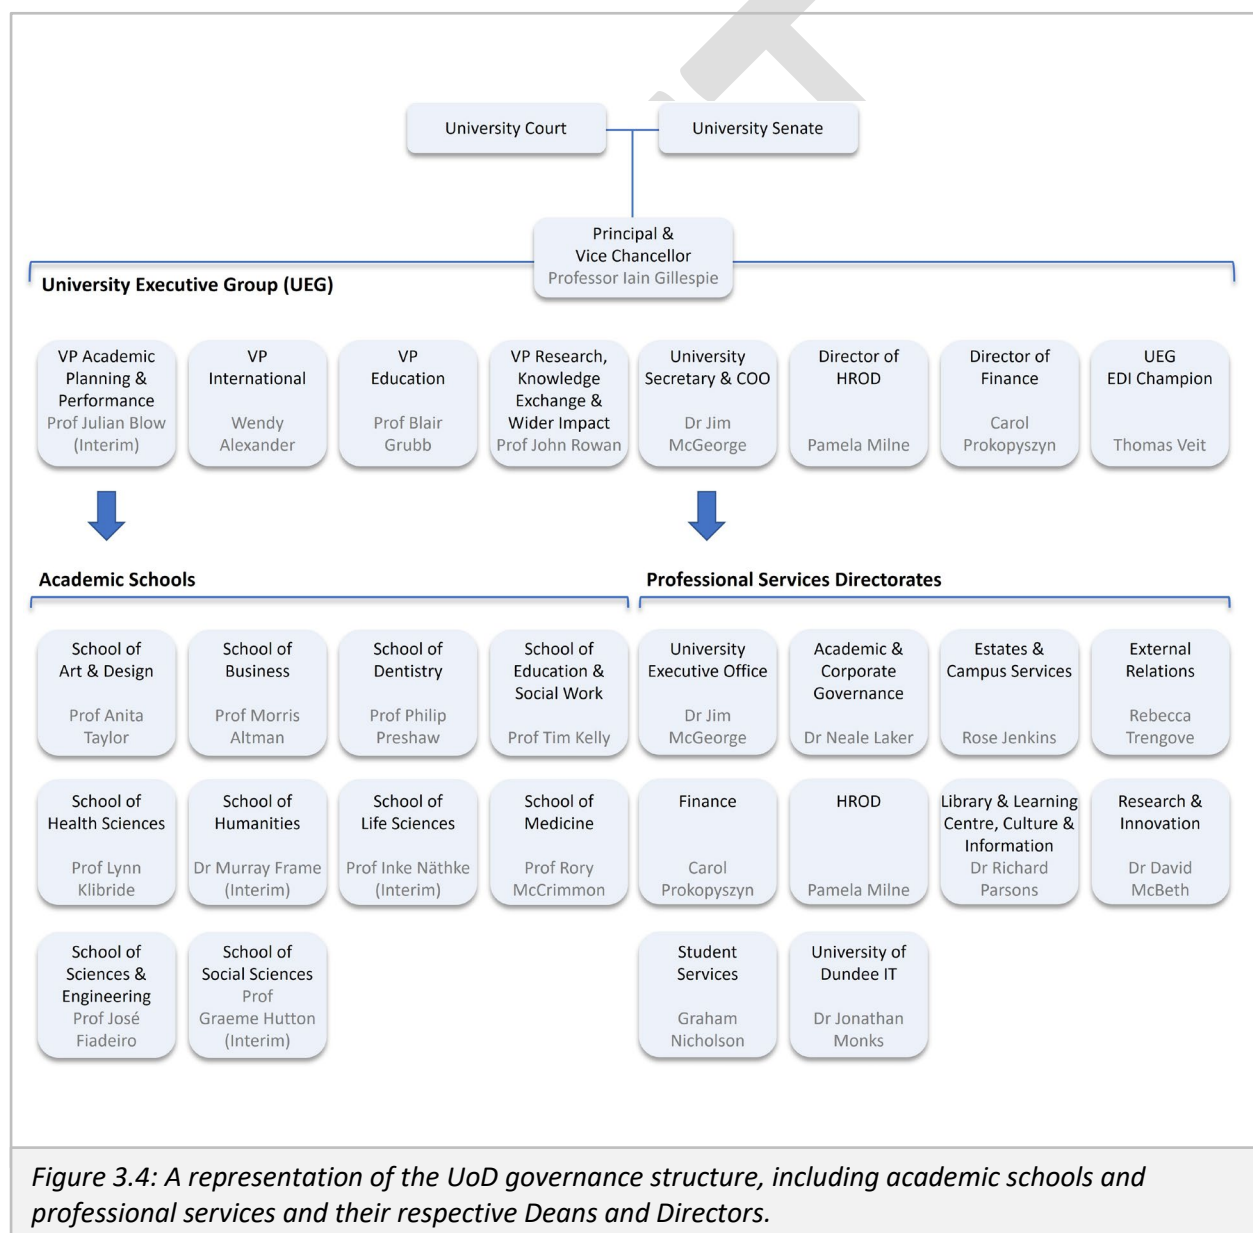 University Court
University Senate
Principal &
Vice Chancellor
Professor Iain Gillespie
University Executive Group (UEG)
VP Academic
Planning &
Performance
Prof Julian Blow
(Interim)
VP
International
Wendy
Alexander
VP
Education
Prof Blair
Grubb
VP Research,
Knowledge
Exchange &
Wider Impact
Prof John Rowan
University
Secretary & COO
Dr Jim
McGeorge
Director of
HROD
Pamela Milne
Director of
Finance
Carol
Prokopyszyn
UEG
EDI Champion
Thomas Veit
Academic Schools
School of
Art & Design
Prof Anita
Taylor
School of
Business
Prof Morris
Altman
School of
Dentistry
Prof Philip
Preshaw
School of
Education &
Social Work
Prof Tim Kelly
School of
Health Sciences
Prof Lynn
Klibride
School of
Humanities
Dr Murray Frame
(Interim)
School of
Life Sciences
Prof Inke Näthke
(Interim)
School of
Medicine
Prof Rory
McCrimmon
School of
Sciences &
Engineering
Prof José
Fiadeiro
School of
Social Sciences
Prof
Graeme Hutton
(Interim)
Professional Services Directorates
University
Executive Office
Dr Jim
McGeorge
Academic &
Corporate
Governance
Dr Neale Laker
Estates &
Campus Services
Rose Jenkins
External
Relations
Rebecca
Trengove
Finance
Carol
Prokopyszyn
HROD
Pamela Milne
Library & Learning
Centre, Culture &
Information
Dr Richard
Parsons
Research &
Innovation
Dr David
McBeth
Student
Services
Graham
Nicholson
University of
Dundee IT
Dr Jonathan
Monks
Figure 3.4: A representation of the UoD governance structure, including academic schools and
professional services and their respective Deans and Directors.